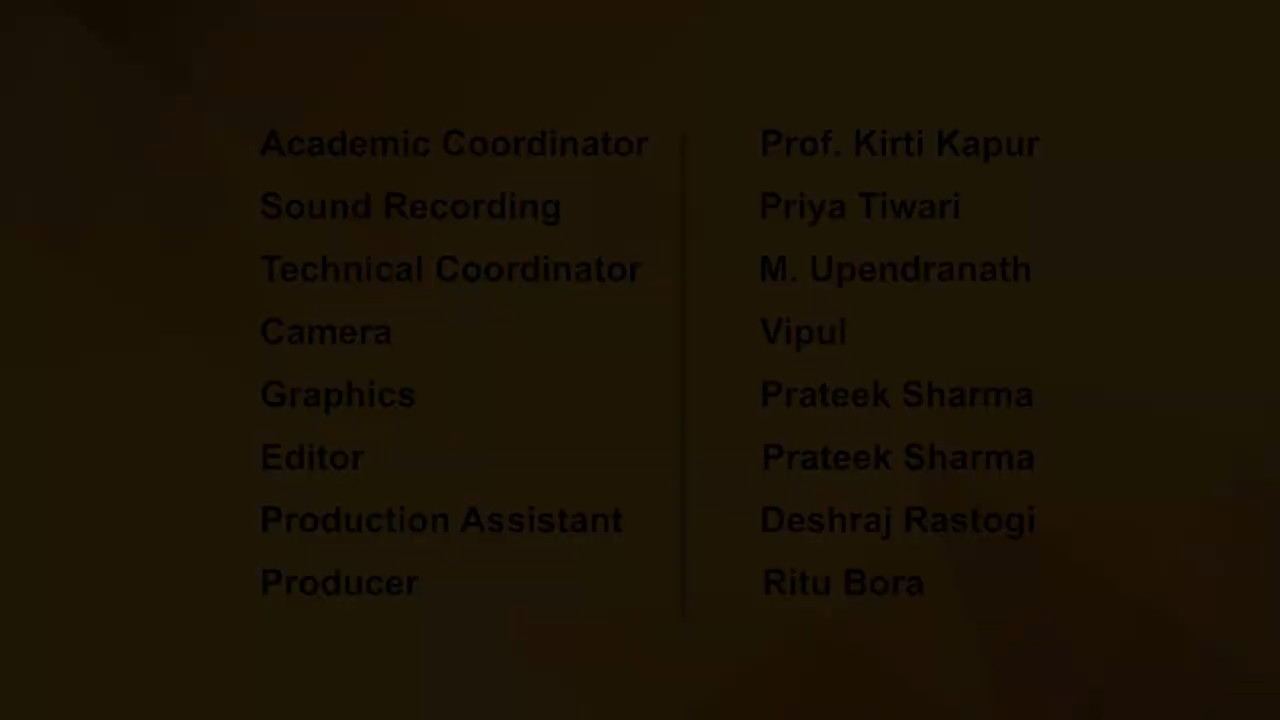 Academic Coordinator Prof. Kirti Kapur
Sound Recording Priya Tiwari
Technical Coordinator M. Upendranath
Camera Vipul
Graphics Prateek Sharma
Editor Prateek Sharma
Production Assistant Deshraj Rastogi
Producer Ritu Bora